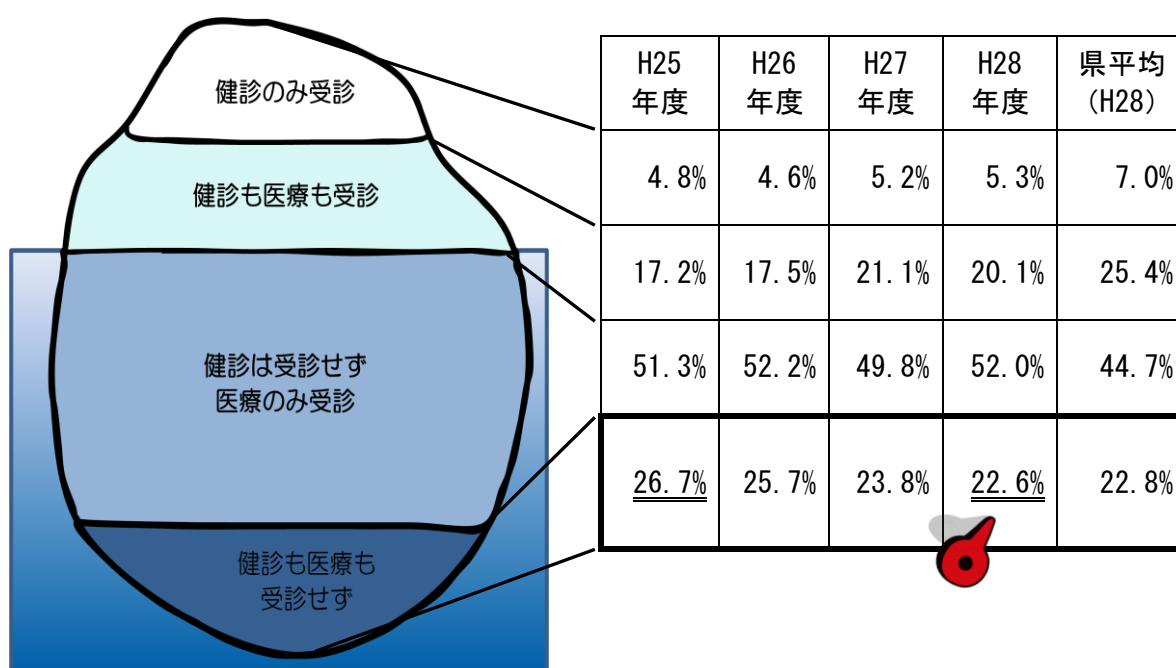 健診のみ受診
健診も医療も受診
健診は受診せず
医療のみ受診
健診も医療も
受診せず
H25
年度
H26
年度
H27
年度
H28
年度
県平均
（H28）
4.8%
4.6%
5.2%
5.3%
7.0%
17.2%
17.5%
21.1%
20.1%
25.4%
51.3%
52.2%
49.8%
52.0%
44.7%
26.7%
25.7%
23.8%
22.6%
22.8%